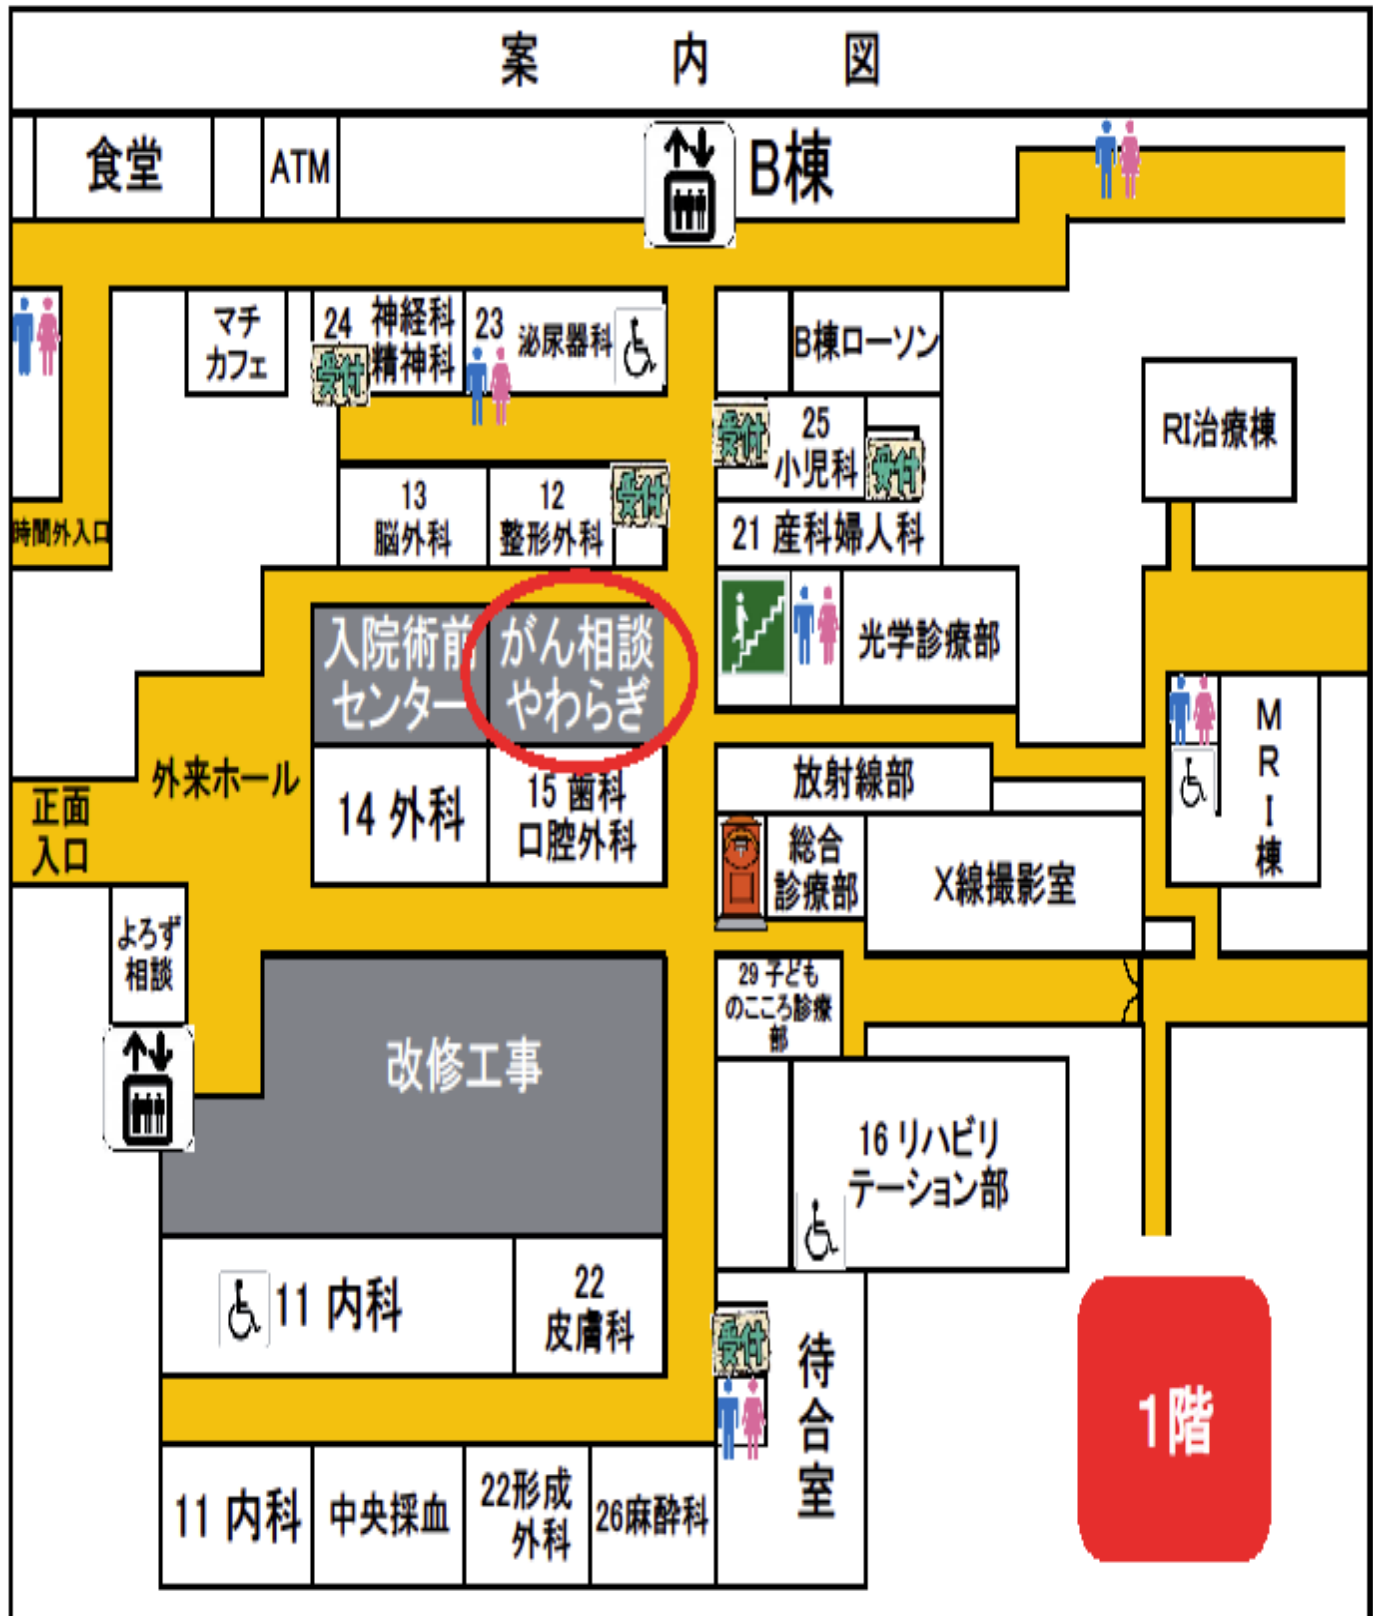 案内図
食堂
ATM
B棟
マチ
カフェ
24
神経科
精神科
受付
23
泌尿器科
B棟ローソン
受付
25
小児科
受付
RI治療棟
13
脳外科
12
整形外科
受付
21 産科婦人科
時間外入口
入院術前
センター
がん相談
やわらぎ
光学診療部
MRI棟
外来ホール
正面
入口
14 外科
15 歯科
口腔外科
放射線部
総合
診療部
X線撮影室
よろず
相談
29 子ども
のこころ診療
部
改修工事
16 リハビリ
テーション部
11 内科
22
皮膚科
受付
待合室
1階
11 内科
中央採血
22形成
外科
26麻酔科